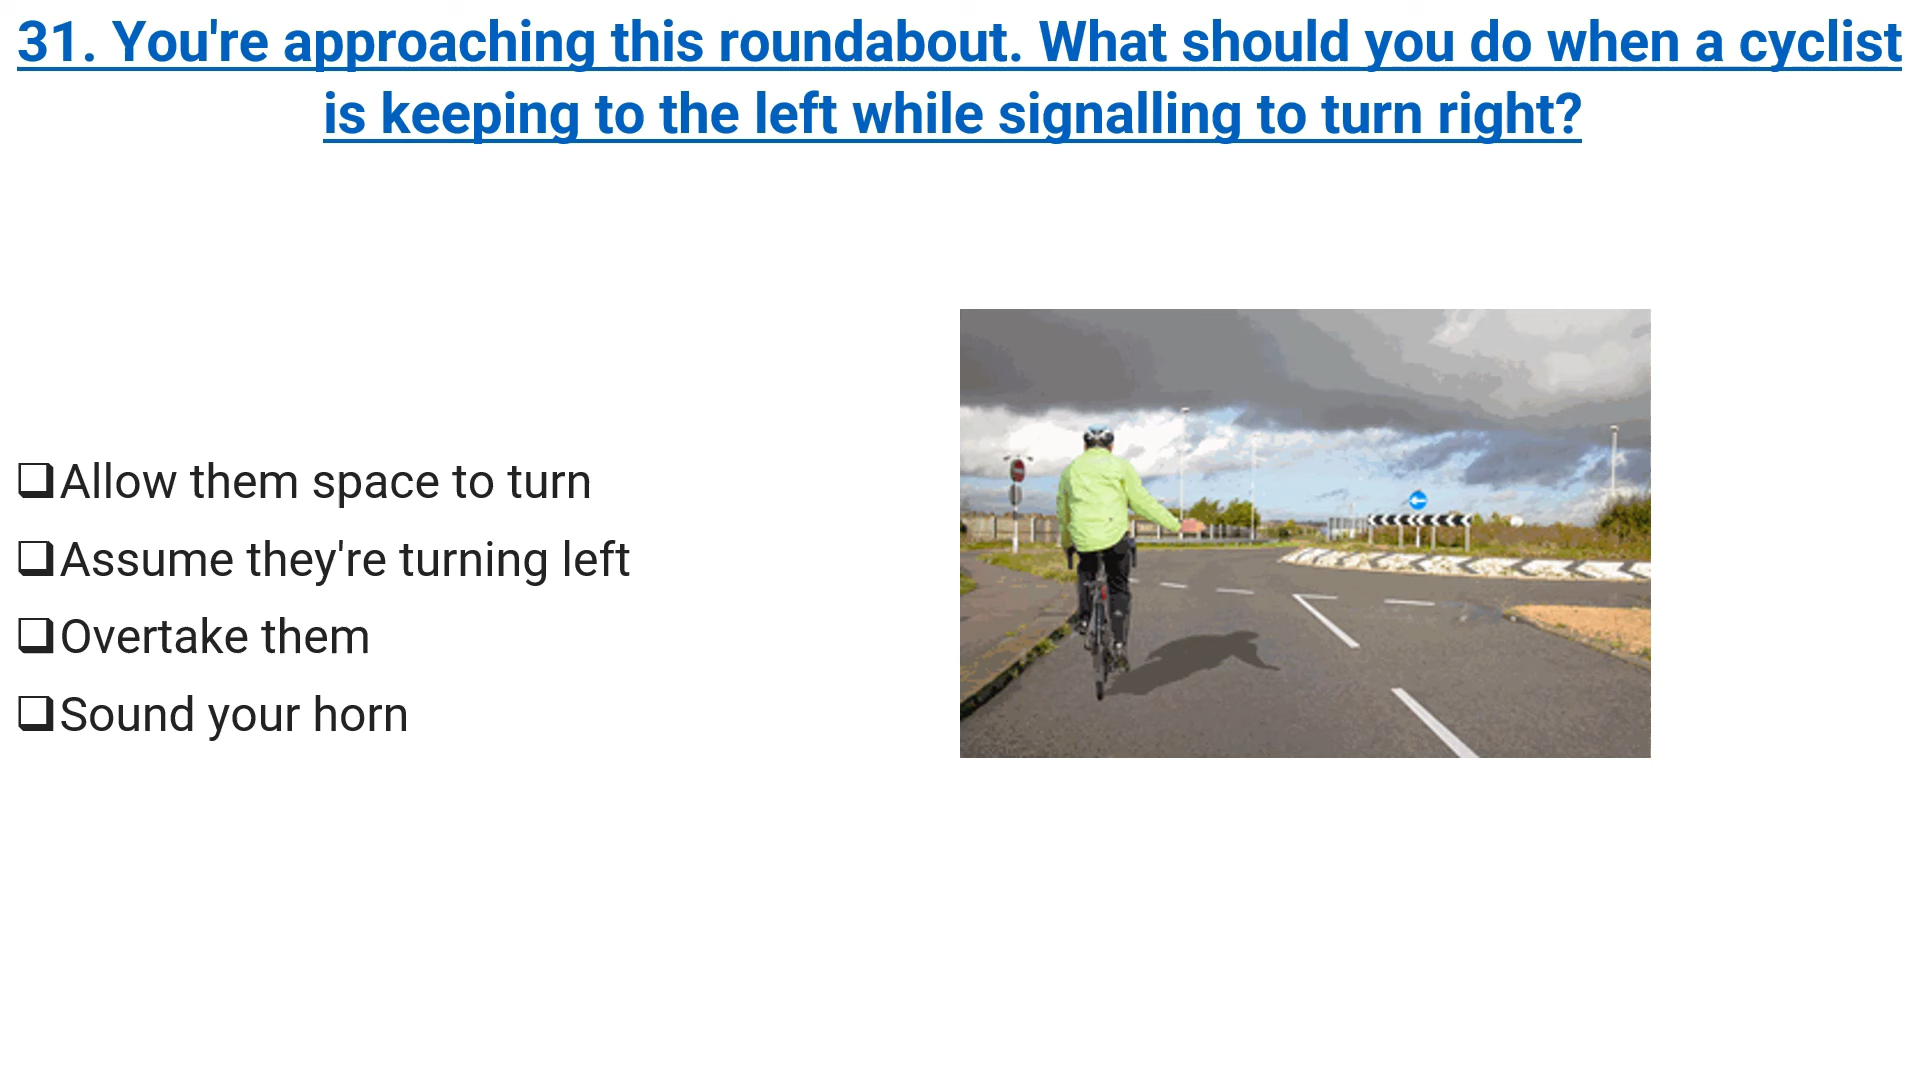 31. You're approaching this roundabout. What should you do when a cyclist
is keeping to the left while signalling to turn right?
Allow them space to turn
Assume they're turning left
Overtake them
Sound your horn